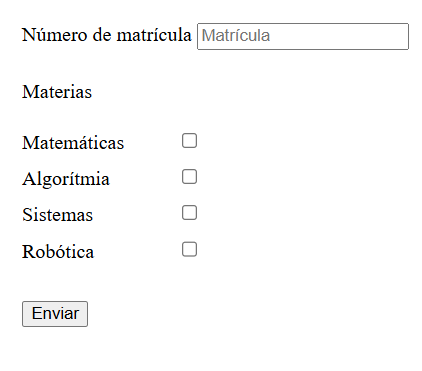 Número de matrícula Matrícula
Materias
Matemáticas
Algorítmia
Sistemas
Robótica
Enviar